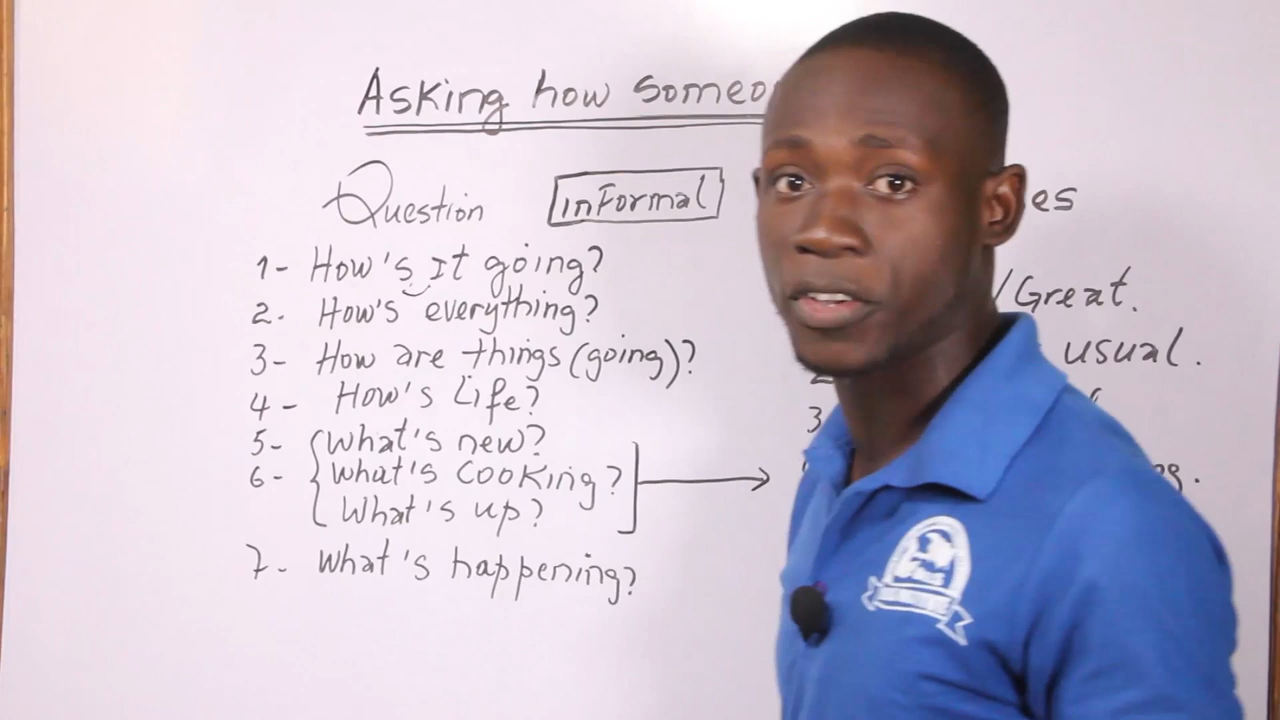 Asking how someo
Question inFormal es
1- How's It going? /Great.
2. How's everything? usual.
3- How are things (going)?
4- How's Life? 3
5- What's new?
6- What's cooking? g.
What's up?
7- What's happening?